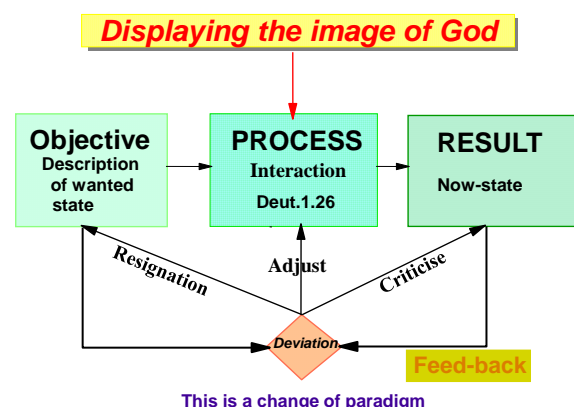 Displaying the image of God
Objective
Description
of wanted
state
PROCESS
Interaction
Deut.1.26
RESULT
Now-state
Resignation
Adjust
Criticise
Deviation
Feed-back
This is a change of paradigm